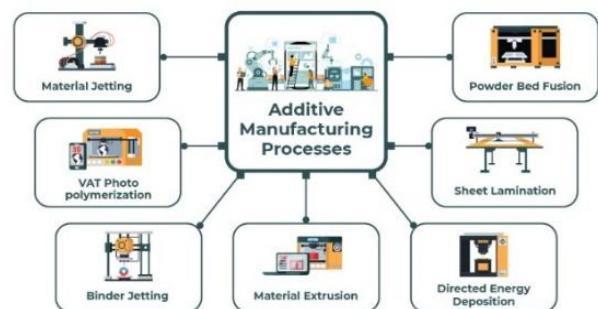 Additive
Manufacturing
Processes
Material Jetting
Powder Bed Fusion
VAT Photo
polymerization
Sheet Lamination
Binder Jetting
Material Extrusion
Directed Energy
Deposition